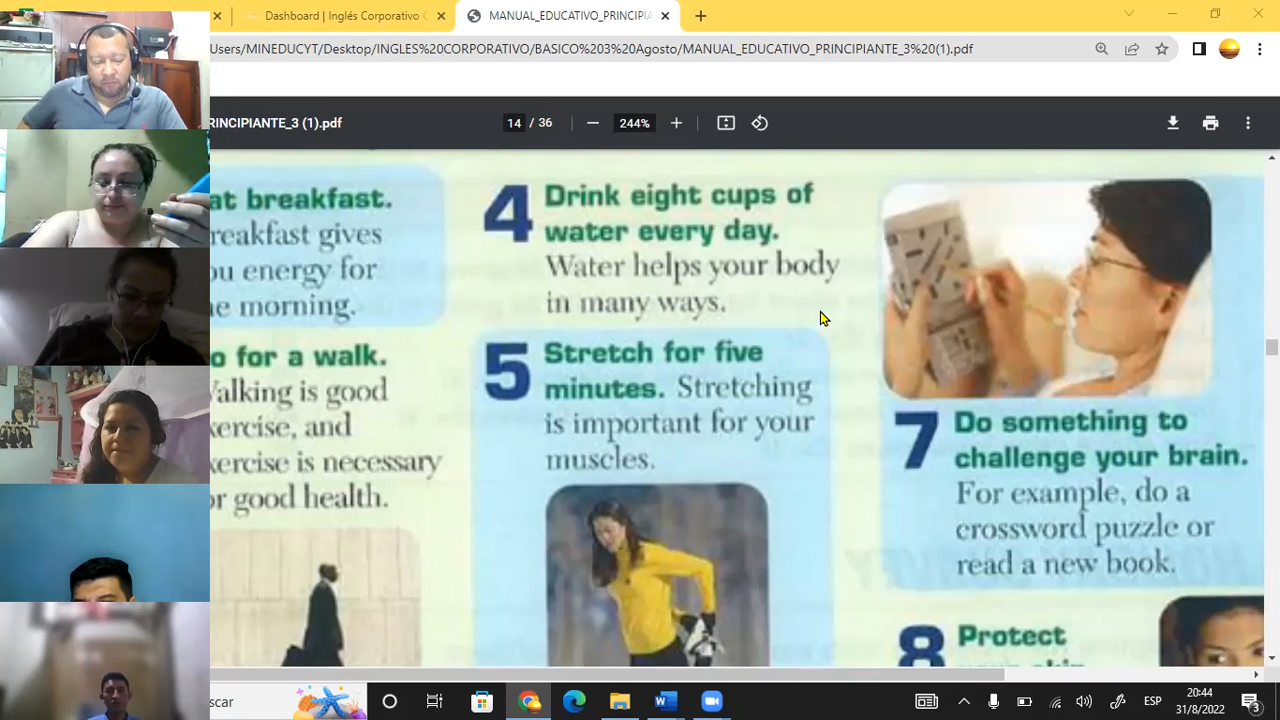 Dashboard | Inglés Corporativo
MANUAL_EDUCATIVO_PRINCIPIA
Users/MINEDUCYT/Desktop/INGLES%20CORPORATIVO/BASICO%203%20Agosto/MANUAL_EDUCATIVO_PRINCIPIANTE_3%20(1).pdf
RINCIPIANTE_3 (1).pdf
14 / 36
244%
at breakfast.
reakfast gives
ou energy for
e morning.
o for a walk.
alking is good
xercise, and
xercise is necessary
or good health.
4 Drink eight cups of
water every day.
Water helps your body
in many ways.
5 Stretch for five
minutes. Stretching
is important for your
muscles.
7 Do something to
challenge your brain.
For example, do a
crossword puzzle or
read a new book.
8 Protect
your skin
scar
ESP
20:44
31/8/2022
3